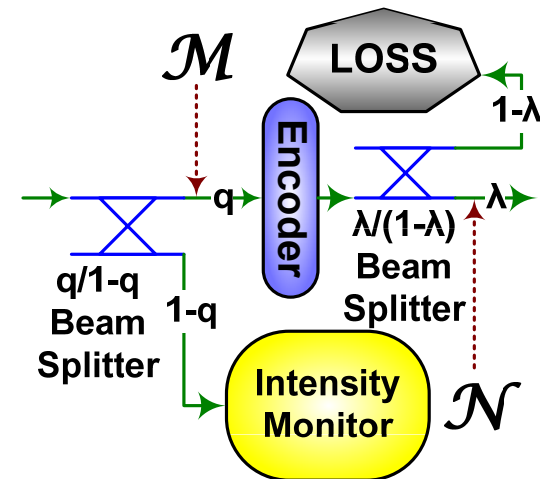 LOSS
ℳ
1-λ
Encoder
q
λ
λ/(1-λ)
Beam
Splitter
q/1-q
Beam
Splitter
1-q
Intensity
Monitor
𝒩